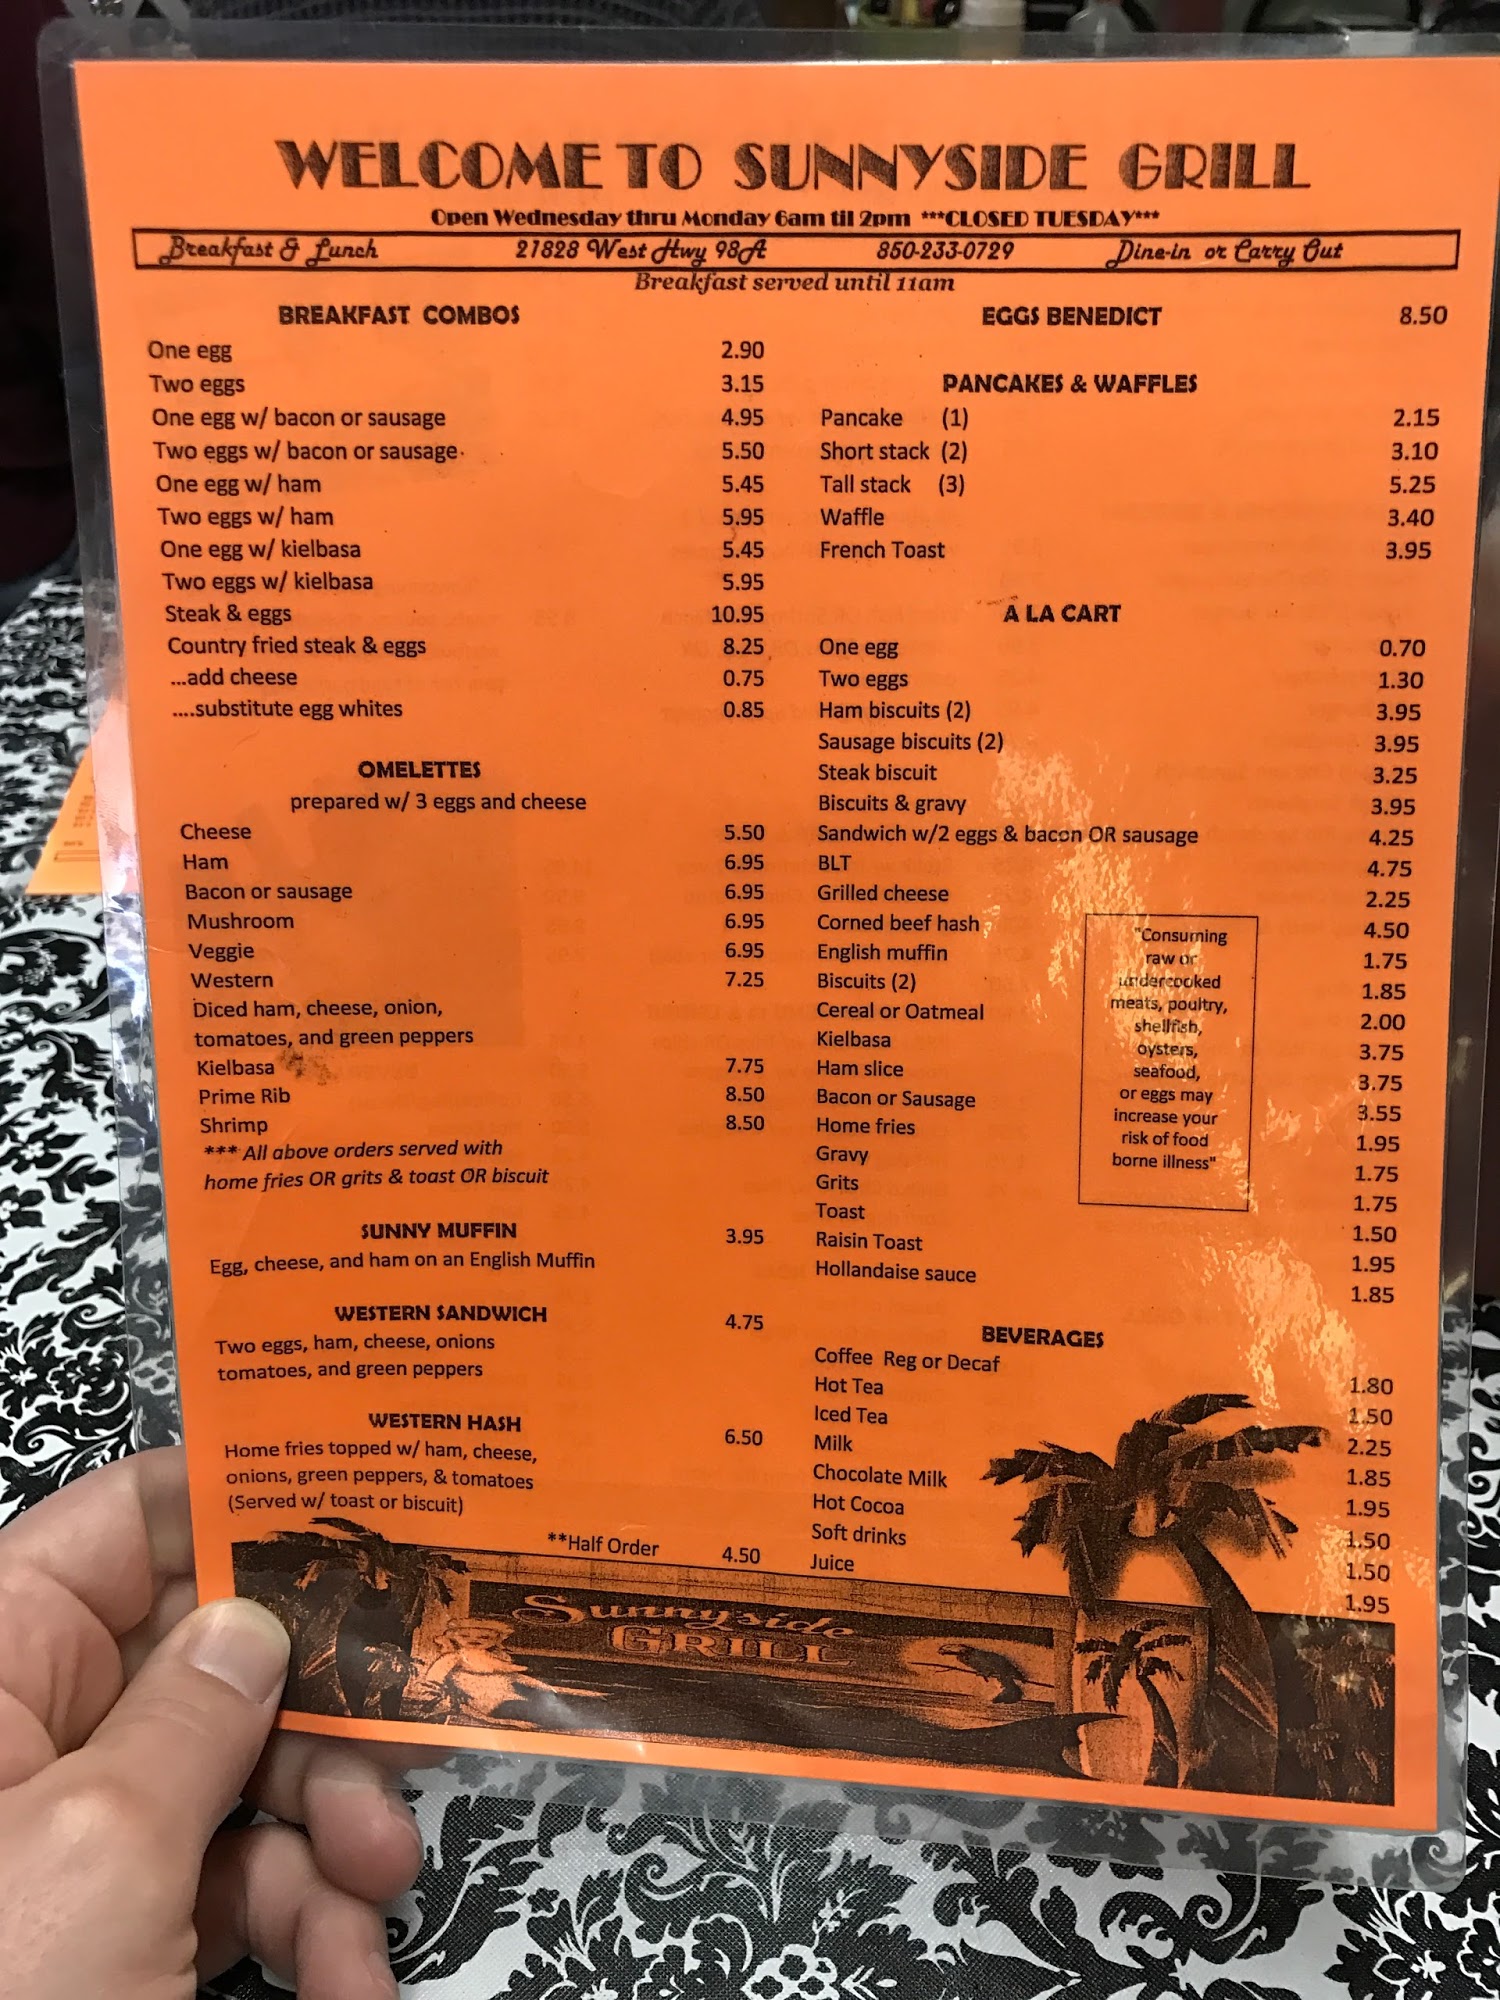 WELCOME TO SUNNYSIDE GRILL
Open Wednesday thru Monday 6am til 2pm ***CLOSED TUESDAY***
Breakfast & Lunch 21828 West Hwy 98A 850-233-0729 Dine-in or Carry Out
Breakfast served until 11am
BREAKFAST COMBOS
One egg 2.90
Two eggs 3.15
One egg w/ bacon or sausage 4.95
Two eggs w/ bacon or sausage 5.50
One egg w/ ham 5.45
Two eggs w/ ham 5.95
One egg w/ kielbasa 5.45
Two eggs w/ kielbasa 5.95
Steak & eggs 10.95
Country fried steak & eggs 8.25
...add cheese 0.75
....substitute egg whites 0.85
OMELETTES
prepared w/ 3 eggs and cheese
Cheese 5.50
Ham 6.95
Bacon or sausage 6.95
Mushroom 6.95
Veggie 6.95
Western 7.25
Diced ham, cheese, onion,
tomatoes, and green peppers
Kielbasa 7.75
Prime Rib 8.50
Shrimp 8.50
*** All above orders served with
home fries OR grits & toast OR biscuit
SUNNY MUFFIN 3.95
Egg, cheese, and ham on an English Muffin
WESTERN SANDWICH 4.75
Two eggs, ham, cheese, onions
tomatoes, and green peppers
WESTERN HASH 6.50
Home fries topped w/ ham, cheese,
onions, green peppers, & tomatoes
(Served w/ toast or biscuit)
**Half Order 4.50
EGGS BENEDICT 8.50
PANCAKES & WAFFLES
Pancake (1) 2.15
Short stack (2) 3.10
Tall stack (3) 5.25
Waffle 3.40
French Toast 3.95
A LA CART
One egg 0.70
Two eggs 1.30
Ham biscuits (2) 3.95
Sausage biscuits (2) 3.95
Steak biscuit 3.25
Biscuits & gravy 3.95
Sandwich w/2 eggs & bacon OR sausage 4.25
BLT 4.75
Grilled cheese 2.25
Corned beef hash 4.50
English muffin 1.75
Biscuits (2) 1.85
Cereal or Oatmeal 2.00
Kielbasa 3.75
Ham slice 3.75
Bacon or Sausage 3.55
Home fries 1.95
Gravy 1.75
Grits 1.75
Toast 1.50
Raisin Toast 1.95
Hollandaise sauce 1.85
"Consuming
raw or
undercooked
meats, poultry,
shellfish,
oysters,
seafood,
or eggs may
increase your
risk of food
borne illness"
BEVERAGES
Coffee Reg or Decaf 1.80
Hot Tea 1.50
Iced Tea 2.25
Milk 1.85
Chocolate Milk 1.95
Hot Cocoa 1.50
Soft drinks 1.50
Juice 1.95
Sunnyside
GRILL